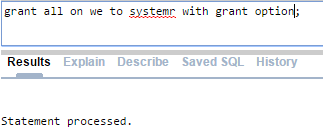 grant all on we to systemr with grant option;
Results Explain Describe Saved SQL History
Statement processed.